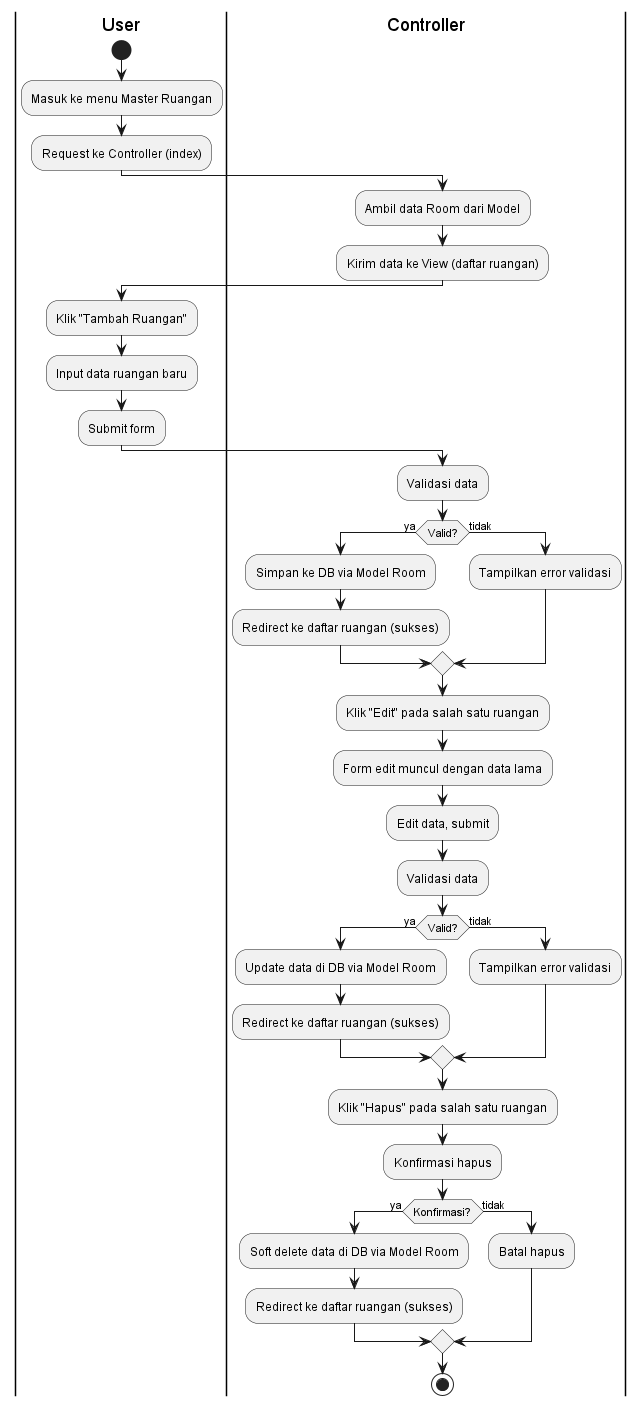 User
Controller
Masuk ke menu Master Ruangan
Request ke Controller (index)
Ambil data Room dari Model
Kirim data ke View (daftar ruangan)
Klik "Tambah Ruangan"
Input data ruangan baru
Submit form
Validasi data
ya
Valid?
tidak
Simpan ke DB via Model Room
Tampilkan error validasi
Redirect ke daftar ruangan (sukses)
Klik "Edit" pada salah satu ruangan
Form edit muncul dengan data lama
Edit data, submit
Validasi data
ya
Valid?
tidak
Update data di DB via Model Room
Tampilkan error validasi
Redirect ke daftar ruangan (sukses)
Klik "Hapus" pada salah satu ruangan
Konfirmasi hapus
ya
Konfirmasi?
tidak
Soft delete data di DB via Model Room
Batal hapus
Redirect ke daftar ruangan (sukses)